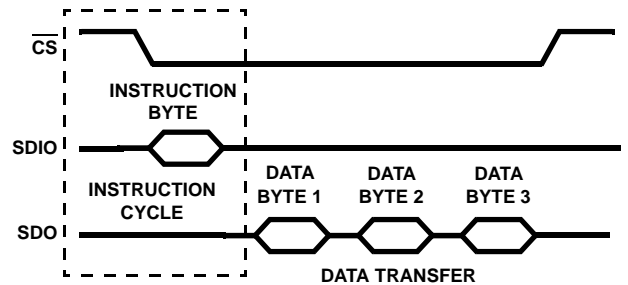 CS
INSTRUCTION
BYTE
SDIO
INSTRUCTION
CYCLE
DATA
BYTE 1
DATA
BYTE 2
DATA
BYTE 3
SDO
DATA TRANSFER